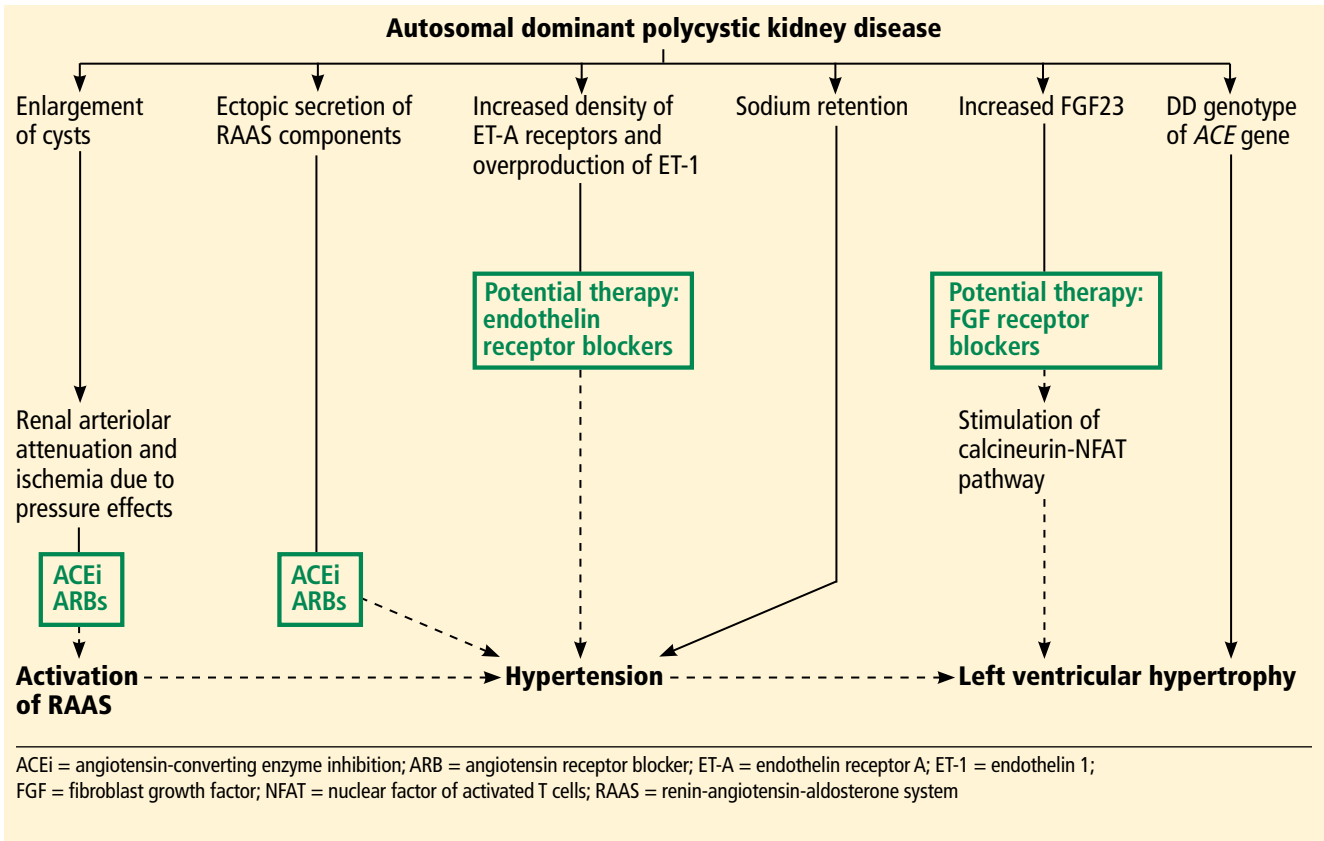 Autosomal dominant polycystic kidney disease
Enlargement
of cysts
Ectopic secretion of
RAAS components
Increased density of
ET-A receptors and
overproduction of ET-1
Sodium retention
Increased FGF23
DD genotype
of ACE gene
Potential therapy:
endothelin
receptor blockers
Potential therapy:
FGF receptor
blockers
Renal arteriolar
attenuation and
ischemia due to
pressure effects
Stimulation of
calcineurin-NFAT
pathway
ACEi
ARBs
ACEi
ARBs
Activation
of RAAS
Hypertension
Left ventricular hypertrophy
ACEi = angiotensin-converting enzyme inhibition; ARB = angiotensin receptor blocker; ET-A = endothelin receptor A; ET-1 = endothelin 1;
FGF = fibroblast growth factor; NFAT = nuclear factor of activated T cells; RAAS = renin-angiotensin-aldosterone system